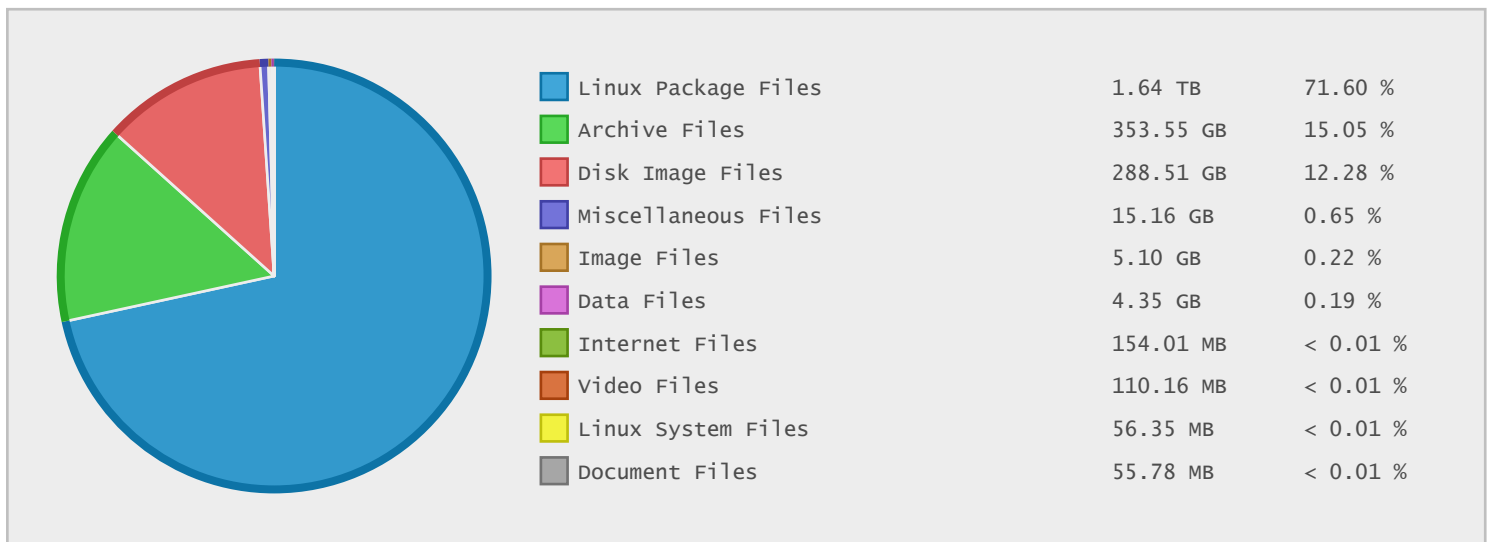 Linux Package Files 1.64 TB 71.60 %
Archive Files 353.55 GB 15.05 %
Disk Image Files 288.51 GB 12.28 %
Miscellaneous Files 15.16 GB 0.65 %
Image Files 5.10 GB 0.22 %
Data Files 4.35 GB 0.19 %
Internet Files 154.01 MB < 0.01 %
Video Files 110.16 MB < 0.01 %
Linux System Files 56.35 MB < 0.01 %
Document Files 55.78 MB < 0.01 %